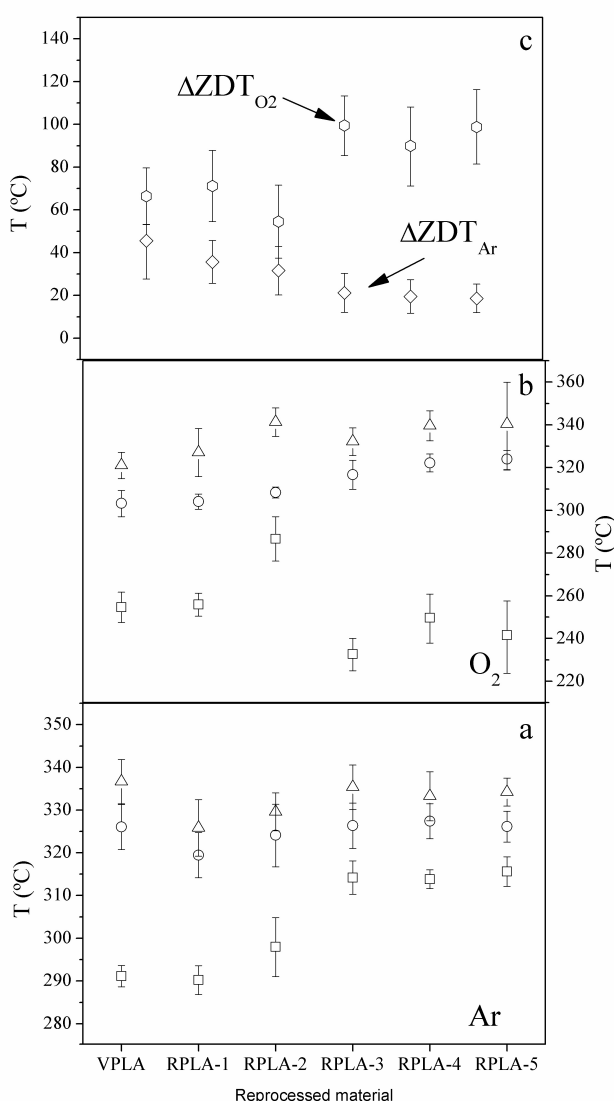 c
ΔZDT_O2
ΔZDT_Ar
T (ºC)
140
120
100
80
60
40
20
0
b
O₂
T (ºC)
360
340
320
300
280
260
240
220
a
Ar
T (ºC)
350
340
330
320
310
300
290
280
VPLA RPLA-1 RPLA-2 RPLA-3 RPLA-4 RPLA-5
Reprocessed material